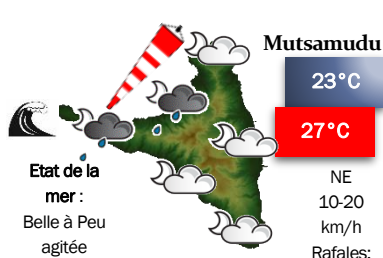 Mutsamudu
23°C
27°C
Etat de la
mer :
Belle à Peu
agitée
NE
10-20
km/h
Rafales: